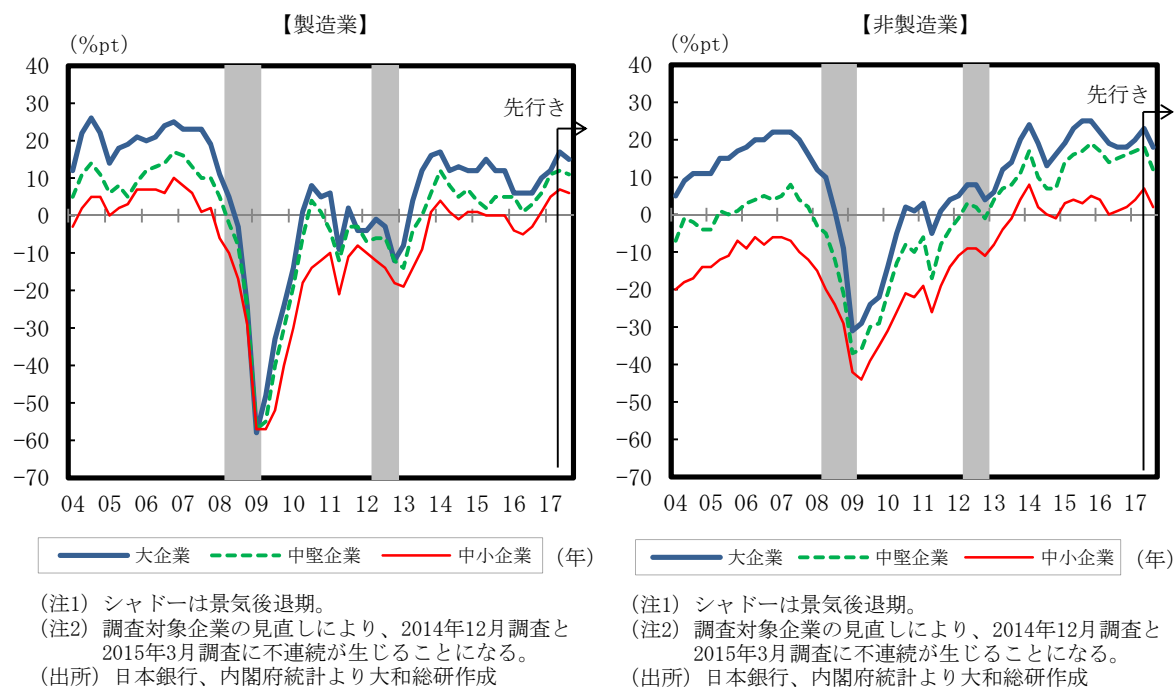 【製造業】
(%pt)
40
30
20
10
0
-10
-20
-30
-40
-50
-60
-70
先行き
04 05 06 07 08 09 10 11 12 13 14 15 16 17
大企業 中堅企業 中小企業 (年)
(注1) シャドーは景気後退期。
(注2) 調査対象企業の見直しにより、2014年12月調査と
2015年3月調査に不連続が生じることになる。
(出所) 日本銀行、内閣府統計より大和総研作成
【非製造業】
(%pt)
40
30
20
10
0
-10
-20
-30
-40
-50
-60
-70
先行き
04 05 06 07 08 09 10 11 12 13 14 15 16 17
大企業 中堅企業 中小企業 (年)
(注1) シャドーは景気後退期。
(注2) 調査対象企業の見直しにより、2014年12月調査と
2015年3月調査に不連続が生じることになる。
(出所) 日本銀行、内閣府統計より大和総研作成